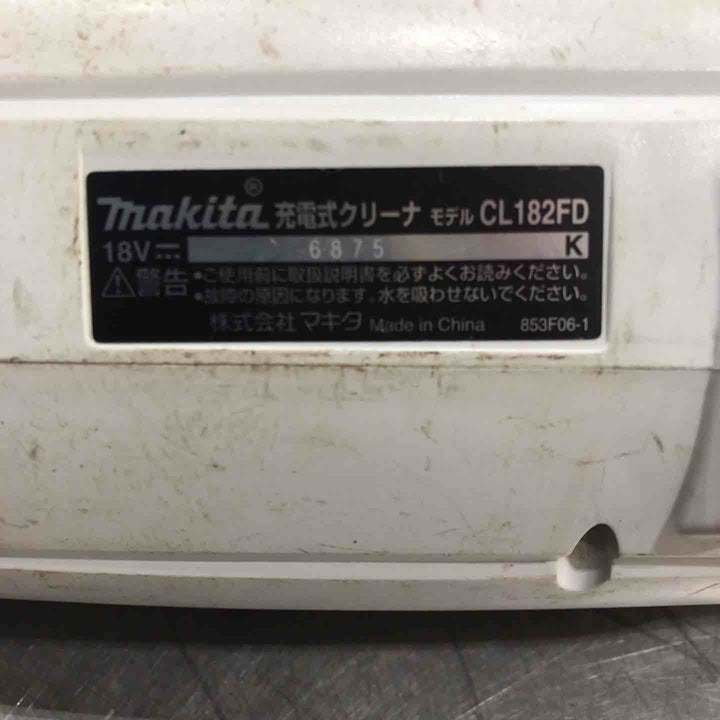 makita® 充電式クリーナ モデル CL182FD
18V⎓ 6875 K
警告 •ご使用前に取扱説明書を必ずよくお読みください。
•故障の原因になります。水を吸わせないでください。
株式会社 マキタ Made in China 853F06-1